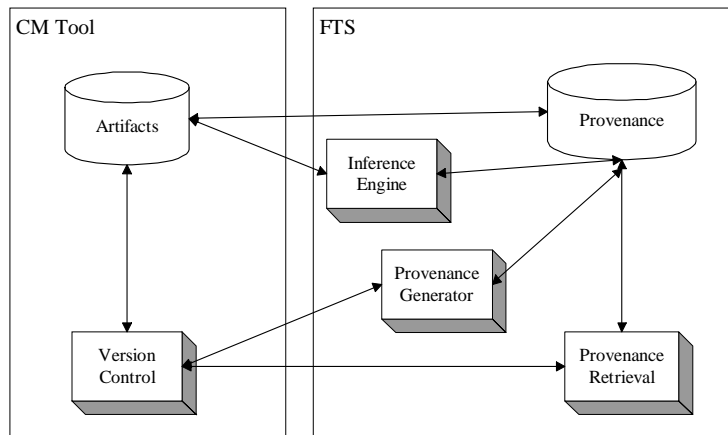 CM Tool
FTS
Artifacts
Provenance
Inference
Engine
Provenance
Generator
Version
Control
Provenance
Retrieval